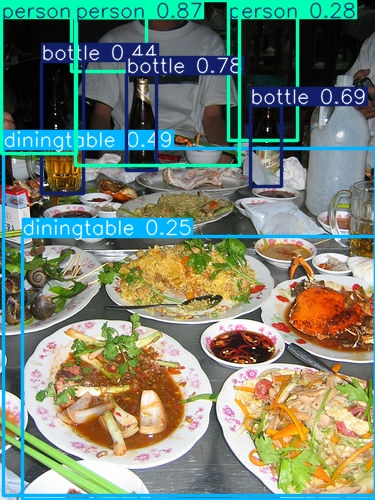 person
person 0.87
person 0.28
bottle 0.44
bottle 0.78
bottle 0.69
diningtable 0.49
diningtable 0.25